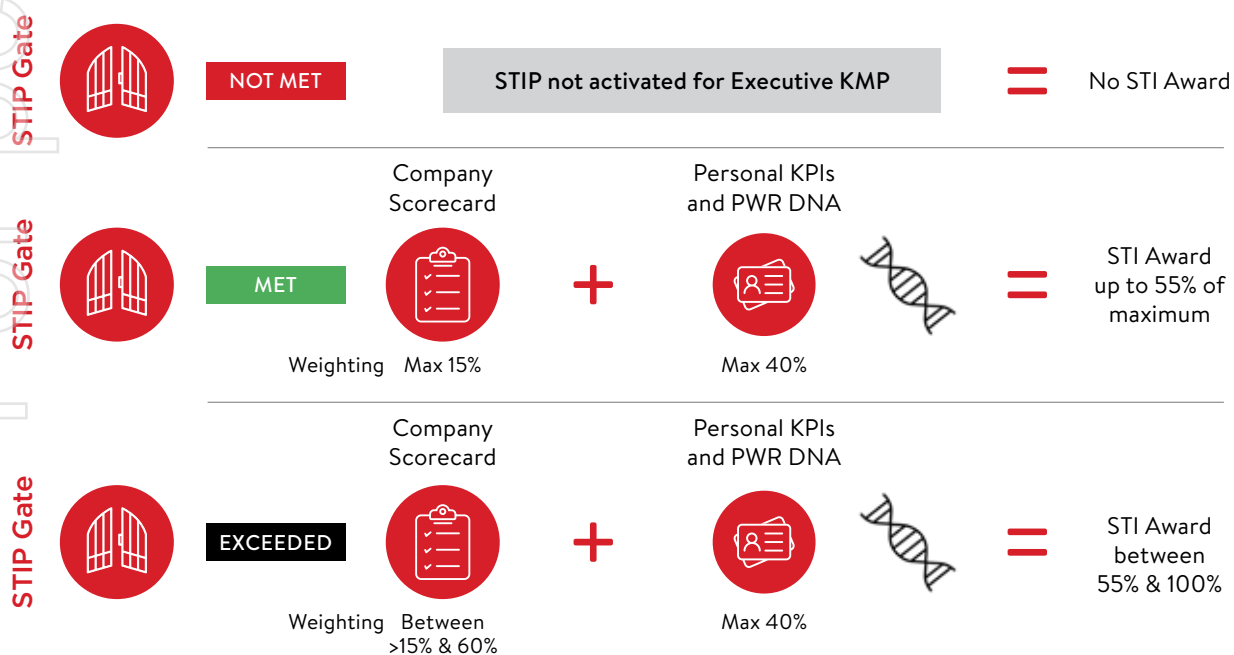 STIP Gate
NOT MET
STIP not activated for Executive KMP
=
No STI Award
STIP Gate
MET
Company
Scorecard
Weighting Max 15%
+
Personal KPIs
and PWR DNA
Max 40%
=
STI Award
up to 55% of
maximum
STIP Gate
EXCEEDED
Company
Scorecard
Weighting Between
>15% & 60%
+
Personal KPIs
and PWR DNA
Max 40%
=
STI Award
between
55% & 100%